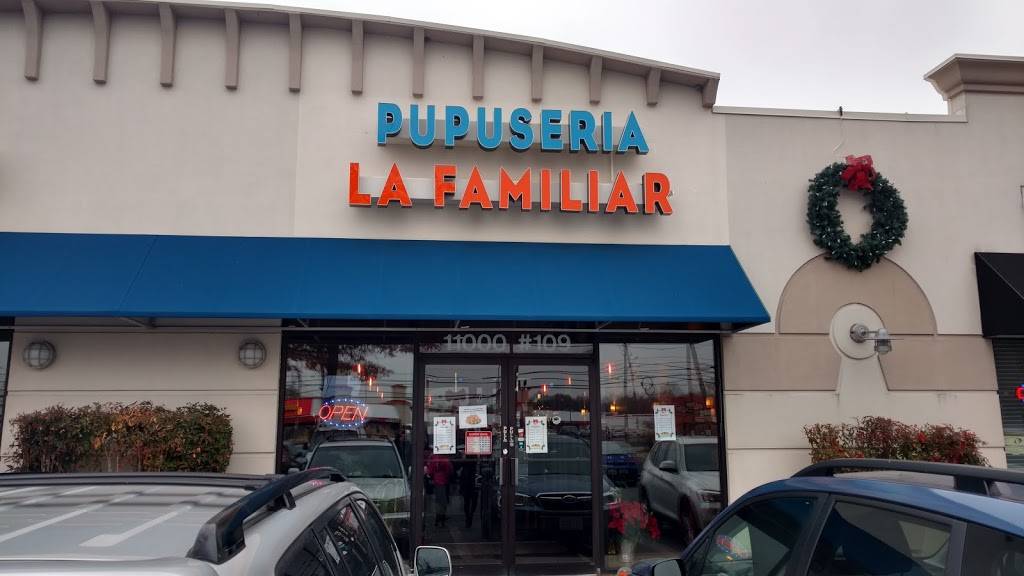 PUPUSERIA
LA FAMILIAR
11000 #109
OPEN